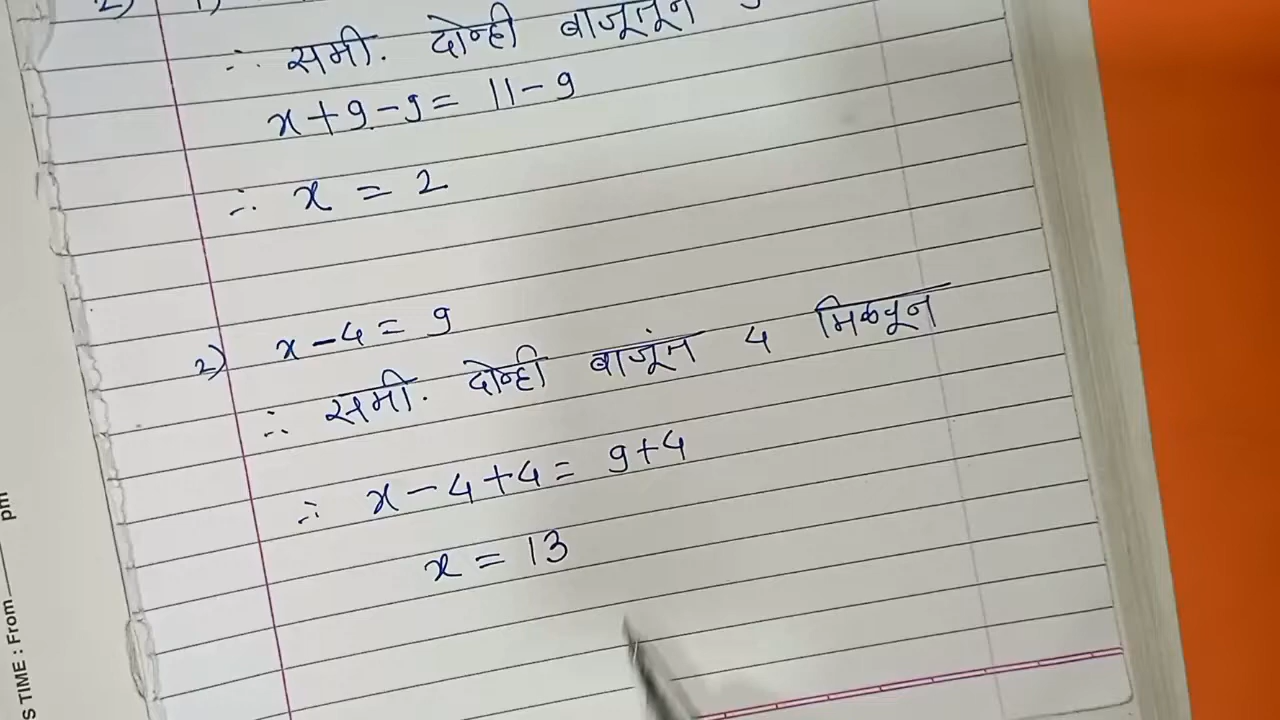 ∴ समी. दोन्ही बाजूतून
x + 9 - 9 = 11 - 9
∴ x = 2
2) x - 4 = 9
∴ समी. दोन्ही बाजूंत 4 मिळवून
∴ x - 4 + 4 = 9 + 4
x = 13
S TIME : From______ pm